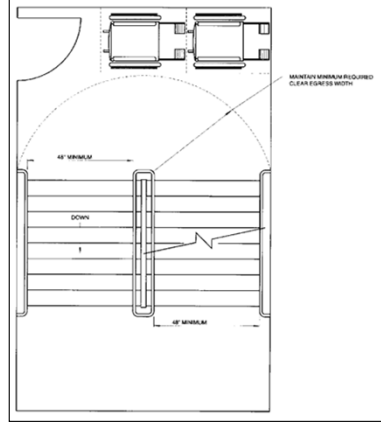 MAINTAIN MINIMUM REQUIRED
CLEAR EGRESS WIDTH
48" MINIMUM
DOWN
48" MINIMUM